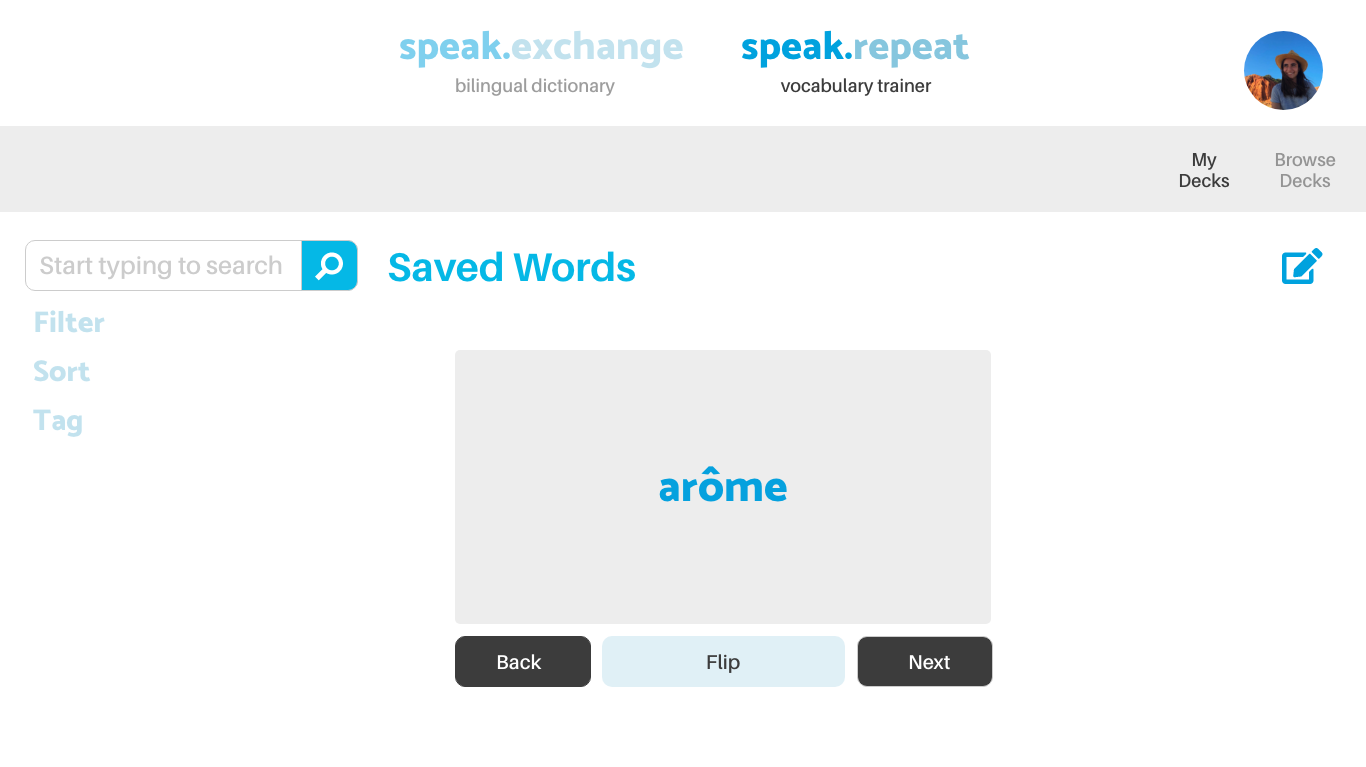 speak.exchange
bilingual dictionary
speak.repeat
vocabulary trainer
My
Decks
Browse
Decks
Start typing to search
Saved Words
Filter
Sort
Tag
arôme
Back
Flip
Next